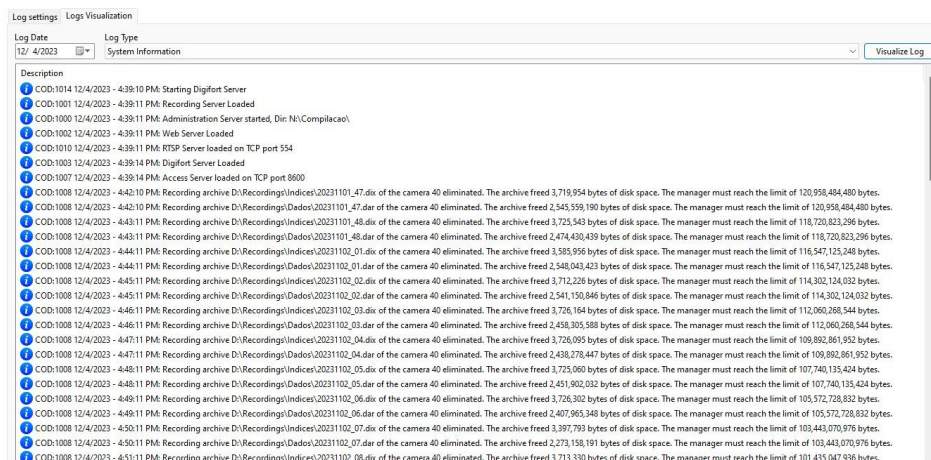 Log settings Logs Visualization
Log Date Log Type
12/ 4/2023 System Information Visualize Log
Description
COD:1014 12/4/2023 - 4:39:10 PM: Starting Digifort Server
COD:1001 12/4/2023 - 4:39:11 PM: Recording Server Loaded
COD:1000 12/4/2023 - 4:39:11 PM: Administration Server started, Dir: N:\Compilacao\
COD:1002 12/4/2023 - 4:39:11 PM: Web Server Loaded
COD:1010 12/4/2023 - 4:39:11 PM: RTSP Server loaded on TCP port 554
COD:1003 12/4/2023 - 4:39:14 PM: Digifort Server Loaded
COD:1007 12/4/2023 - 4:39:14 PM: Access Server loaded on TCP port 8600
COD:1008 12/4/2023 - 4:42:10 PM: Recording archive D:\Recordings\Indices\20231101_47.dix of the camera 40 eliminated. The archive freed 3,719,954 bytes of disk space. The manager must reach the limit of 120,958,484,480 bytes.
COD:1008 12/4/2023 - 4:42:10 PM: Recording archive D:\Recordings\Dados\20231101_47.dar of the camera 40 eliminated. The archive freed 2,545,559,190 bytes of disk space. The manager must reach the limit of 120,958,484,480 bytes.
COD:1008 12/4/2023 - 4:43:11 PM: Recording archive D:\Recordings\Indices\20231101_48.dix of the camera 40 eliminated. The archive freed 3,725,543 bytes of disk space. The manager must reach the limit of 118,720,823,296 bytes.
COD:1008 12/4/2023 - 4:43:11 PM: Recording archive D:\Recordings\Dados\20231101_48.dar of the camera 40 eliminated. The archive freed 2,474,430,439 bytes of disk space. The manager must reach the limit of 118,720,823,296 bytes.
COD:1008 12/4/2023 - 4:44:11 PM: Recording archive D:\Recordings\Indices\20231102_01.dix of the camera 40 eliminated. The archive freed 3,585,956 bytes of disk space. The manager must reach the limit of 116,547,125,248 bytes.
COD:1008 12/4/2023 - 4:44:11 PM: Recording archive D:\Recordings\Dados\20231102_01.dar of the camera 40 eliminated. The archive freed 2,548,043,423 bytes of disk space. The manager must reach the limit of 116,547,125,248 bytes.
COD:1008 12/4/2023 - 4:45:11 PM: Recording archive D:\Recordings\Indices\20231102_02.dix of the camera 40 eliminated. The archive freed 3,712,226 bytes of disk space. The manager must reach the limit of 114,302,124,032 bytes.
COD:1008 12/4/2023 - 4:45:11 PM: Recording archive D:\Recordings\Dados\20231102_02.dar of the camera 40 eliminated. The archive freed 2,541,150,846 bytes of disk space. The manager must reach the limit of 114,302,124,032 bytes.
COD:1008 12/4/2023 - 4:46:11 PM: Recording archive D:\Recordings\Indices\20231102_03.dix of the camera 40 eliminated. The archive freed 3,726,164 bytes of disk space. The manager must reach the limit of 112,060,268,544 bytes.
COD:1008 12/4/2023 - 4:46:11 PM: Recording archive D:\Recordings\Dados\20231102_03.dar of the camera 40 eliminated. The archive freed 2,458,305,588 bytes of disk space. The manager must reach the limit of 112,060,268,544 bytes.
COD:1008 12/4/2023 - 4:47:11 PM: Recording archive D:\Recordings\Indices\20231102_04.dix of the camera 40 eliminated. The archive freed 3,726,095 bytes of disk space. The manager must reach the limit of 109,892,861,952 bytes.
COD:1008 12/4/2023 - 4:47:11 PM: Recording archive D:\Recordings\Dados\20231102_04.dar of the camera 40 eliminated. The archive freed 2,438,278,447 bytes of disk space. The manager must reach the limit of 109,892,861,952 bytes.
COD:1008 12/4/2023 - 4:48:11 PM: Recording archive D:\Recordings\Indices\20231102_05.dix of the camera 40 eliminated. The archive freed 3,725,060 bytes of disk space. The manager must reach the limit of 107,740,135,424 bytes.
COD:1008 12/4/2023 - 4:48:11 PM: Recording archive D:\Recordings\Dados\20231102_05.dar of the camera 40 eliminated. The archive freed 2,451,902,032 bytes of disk space. The manager must reach the limit of 107,740,135,424 bytes.
COD:1008 12/4/2023 - 4:49:11 PM: Recording archive D:\Recordings\Indices\20231102_06.dix of the camera 40 eliminated. The archive freed 3,726,302 bytes of disk space. The manager must reach the limit of 105,572,728,832 bytes.
COD:1008 12/4/2023 - 4:49:11 PM: Recording archive D:\Recordings\Dados\20231102_06.dar of the camera 40 eliminated. The archive freed 2,407,965,348 bytes of disk space. The manager must reach the limit of 105,572,728,832 bytes.
COD:1008 12/4/2023 - 4:50:11 PM: Recording archive D:\Recordings\Indices\20231102_07.dix of the camera 40 eliminated. The archive freed 3,397,793 bytes of disk space. The manager must reach the limit of 103,443,070,976 bytes.
COD:1008 12/4/2023 - 4:50:11 PM: Recording archive D:\Recordings\Dados\20231102_07.dar of the camera 40 eliminated. The archive freed 2,273,158,191 bytes of disk space. The manager must reach the limit of 103,443,070,976 bytes.
COD:1008 12/4/2023 - 4:51:11 PM: Recording archive D:\Recordings\Indices\20231102_08.dix of the camera 40 eliminated. The archive freed 3,713,330 bytes of disk space. The manager must reach the limit of 101,435,047,936 bytes.